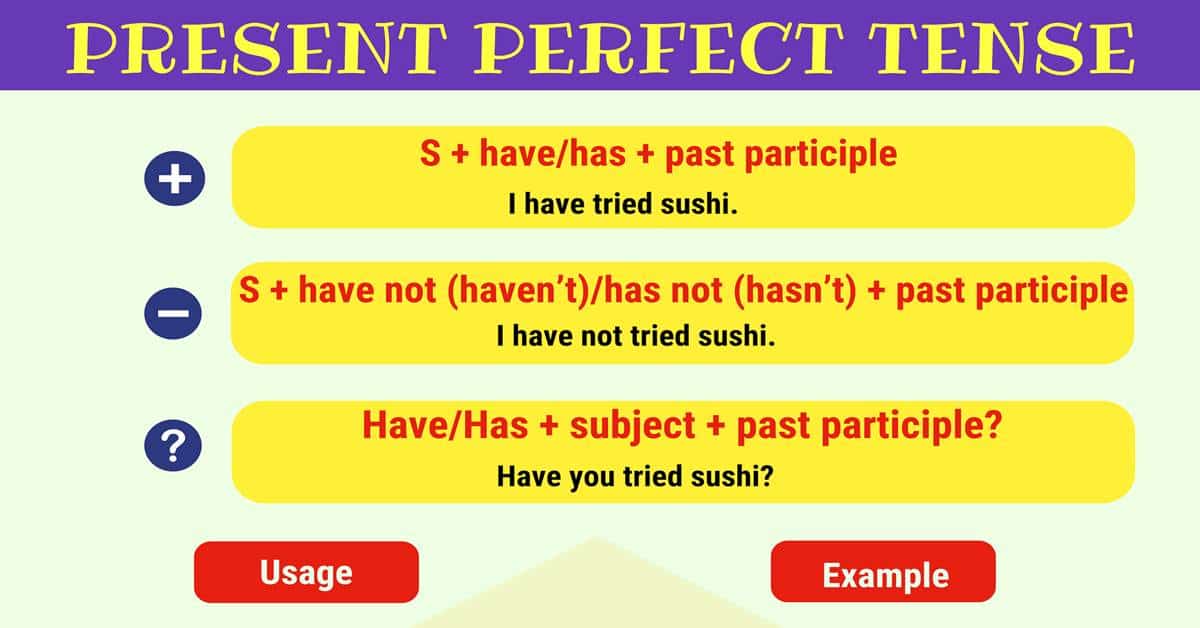 PRESENT PERFECT TENSE
+
S + have/has + past participle
I have tried sushi.
−
S + have not (haven’t)/has not (hasn’t) + past participle
I have not tried sushi.
?
Have/Has + subject + past participle?
Have you tried sushi?
Usage
Example